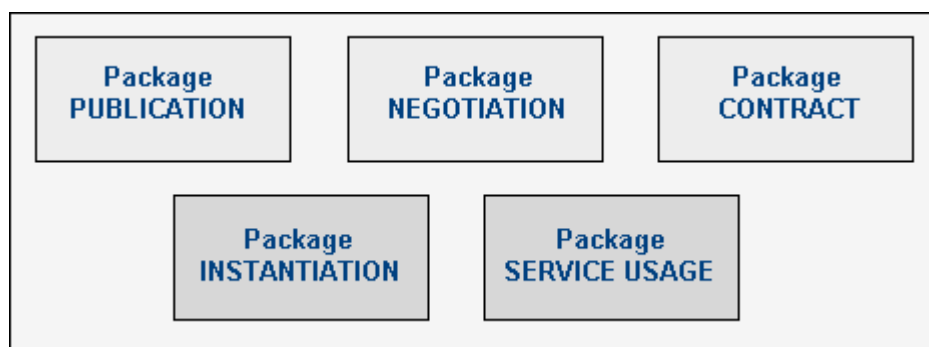 Package
PUBLICATION
Package
NEGOTIATION
Package
CONTRACT
Package
INSTANTIATION
Package
SERVICE USAGE